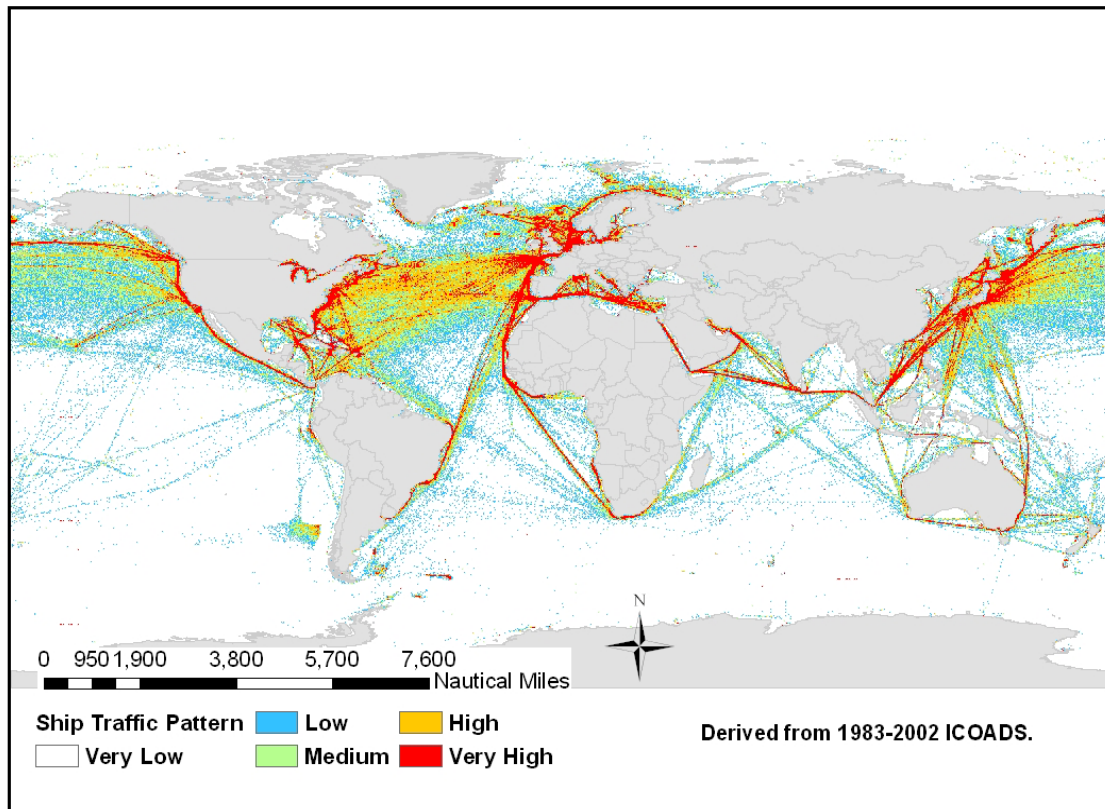 N
0 950 1,900 3,800 5,700 7,600
Nautical Miles
Ship Traffic Pattern Low High
Very Low Medium Very High
Derived from 1983-2002 ICOADS.